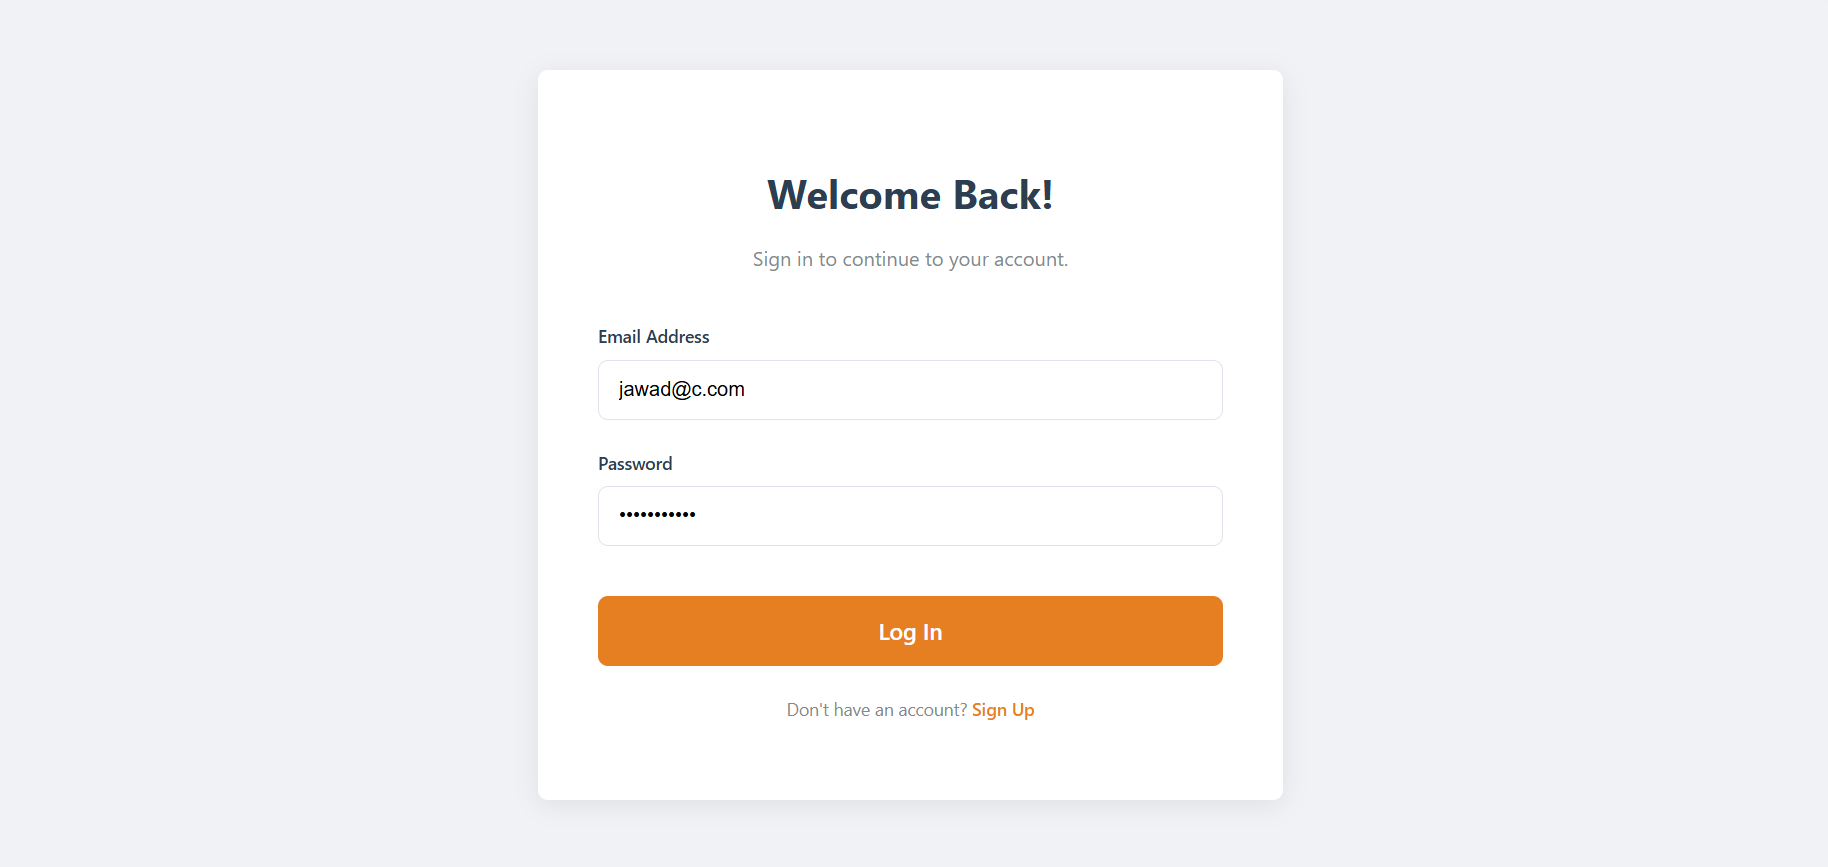 Welcome Back!
Sign in to continue to your account.
Email Address
jawad@c.com
Password
•••••••••••
Log In
Don't have an account? Sign Up